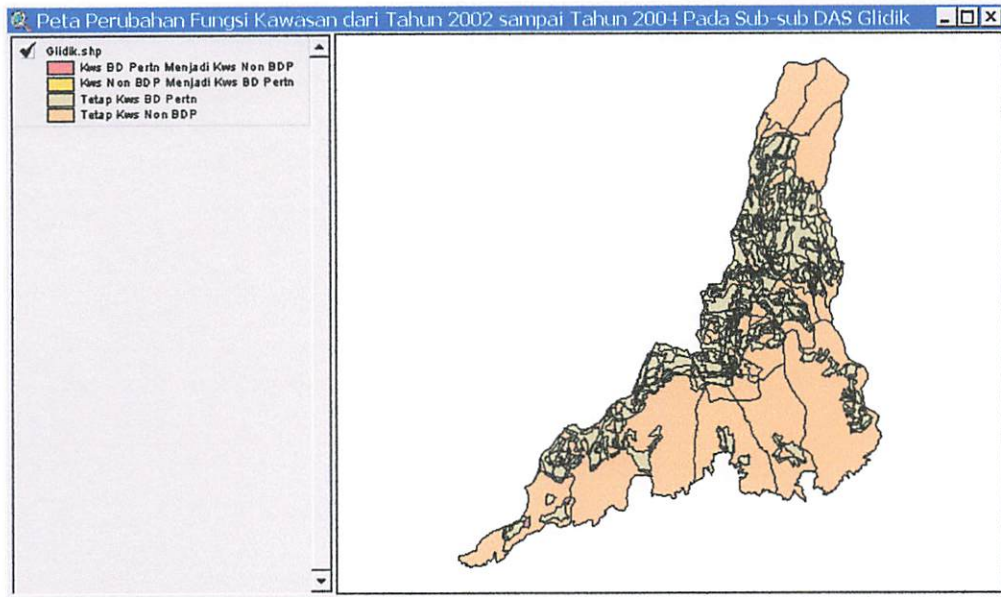 Peta Perubahan Fungsi Kawasan dari Tahun 2002 sampai Tahun 2004 Pada Sub-sub DAS Glidik
Glidik.shp
Kws BD Pertn Menjadi Kws Non BDP
Kws Non BDP Menjadi Kws BD Pertn
Tetap Kws BD Pertn
Tetap Kws Non BDP